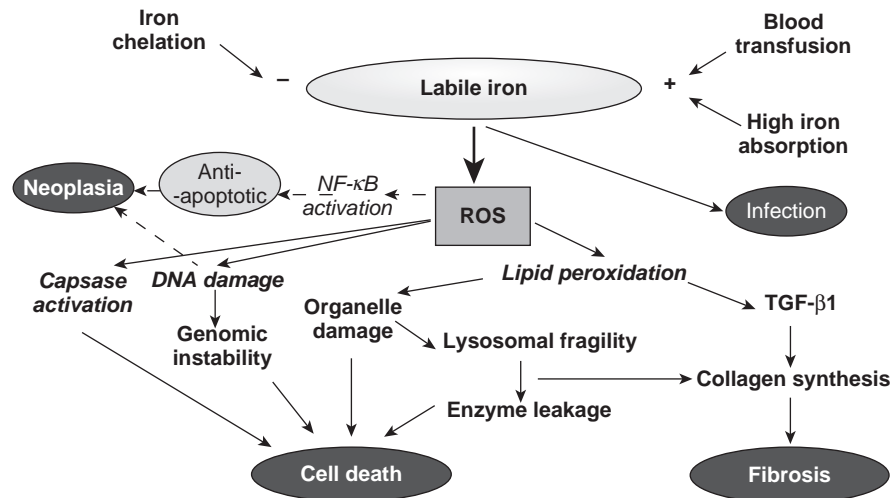 Iron
chelation
Blood
transfusion
–
Labile iron
+
High iron
absorption
Anti-
-apoptotic
Neoplasia
NF-κB
activation
ROS
Infection
Capsase
activation
DNA damage
Lipid peroxidation
Organelle
damage
TGF-β1
Genomic
instability
Lysosomal fragility
Collagen synthesis
Enzyme leakage
Cell death
Fibrosis